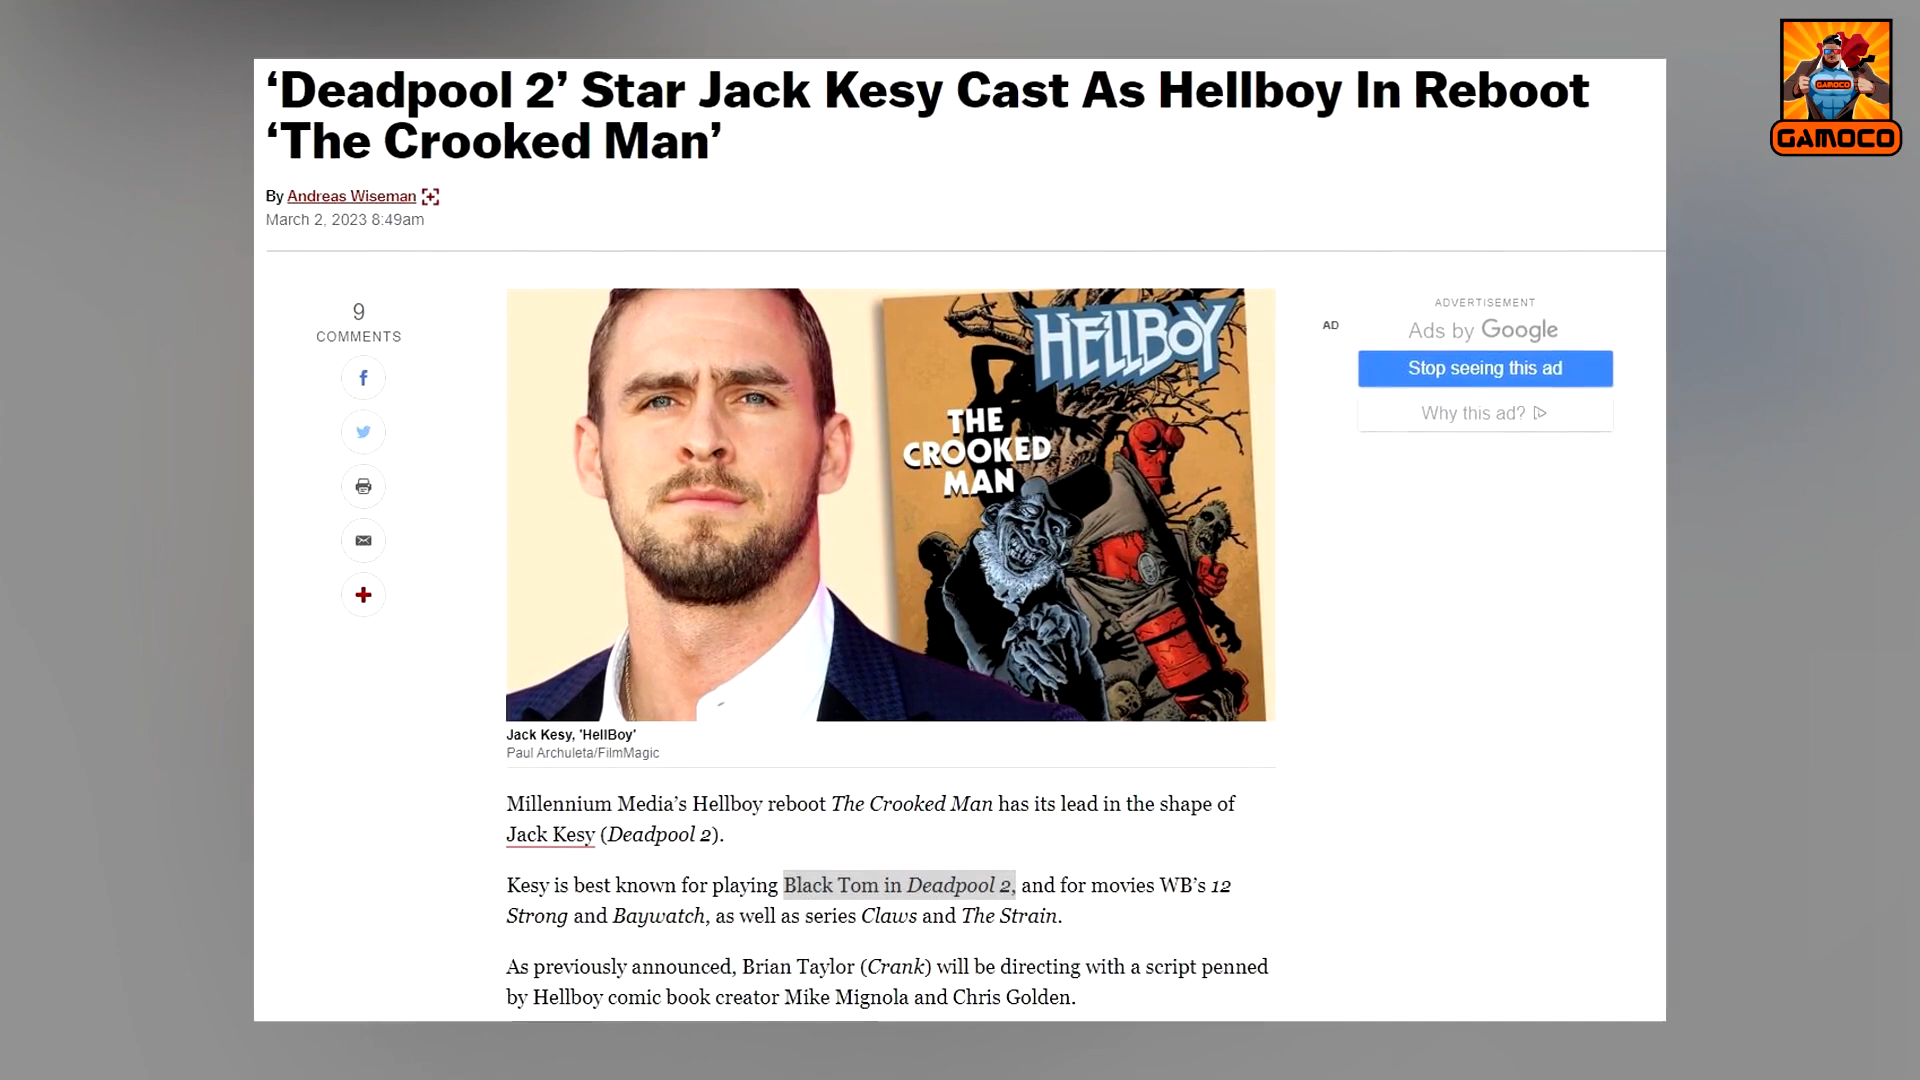 ‘Deadpool 2’ Star Jack Kesy Cast As Hellboy In Reboot
‘The Crooked Man’
By Andreas Wiseman
March 2, 2023 8:49am
GAMOCO
GAMOCO
9
COMMENTS
HELLBOY
THE
CROOKED
MAN
AD
ADVERTISEMENT
Ads by Google
Stop seeing this ad
Why this ad?
Jack Kesy, 'HellBoy'
Paul Archuleta/FilmMagic
Millennium Media’s Hellboy reboot The Crooked Man has its lead in the shape of
Jack Kesy (Deadpool 2).
Kesy is best known for playing Black Tom in Deadpool 2, and for movies WB’s 12
Strong and Baywatch, as well as series Claws and The Strain.
As previously announced, Brian Taylor (Crank) will be directing with a script penned
by Hellboy comic book creator Mike Mignola and Chris Golden.